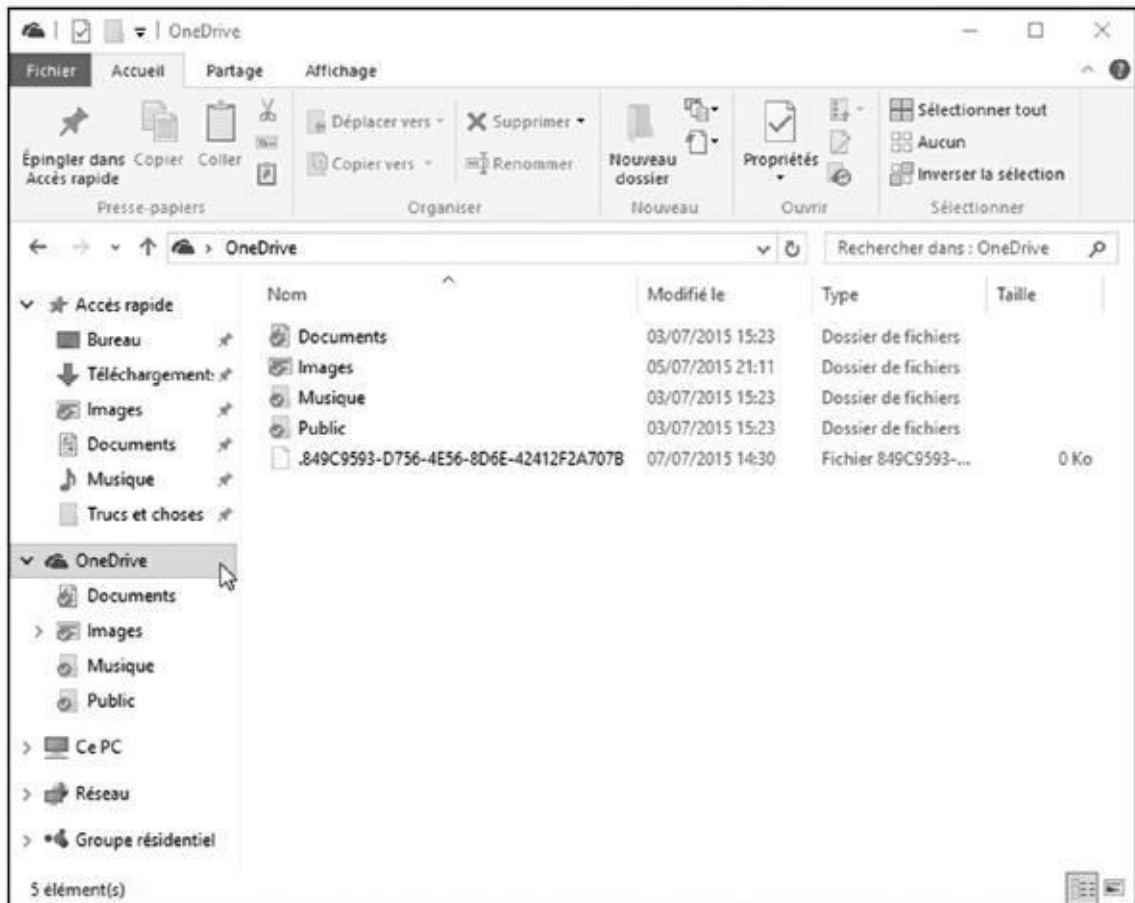 OneDrive
Fichier Accueil Partage Affichage
Épingler dans Accès rapide
Copier
Coller
Presse-papiers
Déplacer vers
Copier vers
Supprimer
Renommer
Organiser
Nouveau dossier
Nouveau
Propriétés
Ouvrir
Sélectionner tout
Aucun
Inverser la sélection
Sélectionner
OneDrive
Rechercher dans : OneDrive
Accès rapide
Bureau
Téléchargement
Images
Documents
Musique
Trucs et choses
OneDrive
Documents
Images
Musique
Public
Ce PC
Réseau
Groupe résidentiel
Nom Modifié le Type Taille
Documents 03/07/2015 15:23 Dossier de fichiers
Images 05/07/2015 21:11 Dossier de fichiers
Musique 03/07/2015 15:23 Dossier de fichiers
Public 03/07/2015 15:23 Dossier de fichiers
.849C9593-D756-4E56-8D6E-42412F2A707B 07/07/2015 14:30 Fichier 849C9593-... 0 Ko
5 élément(s)